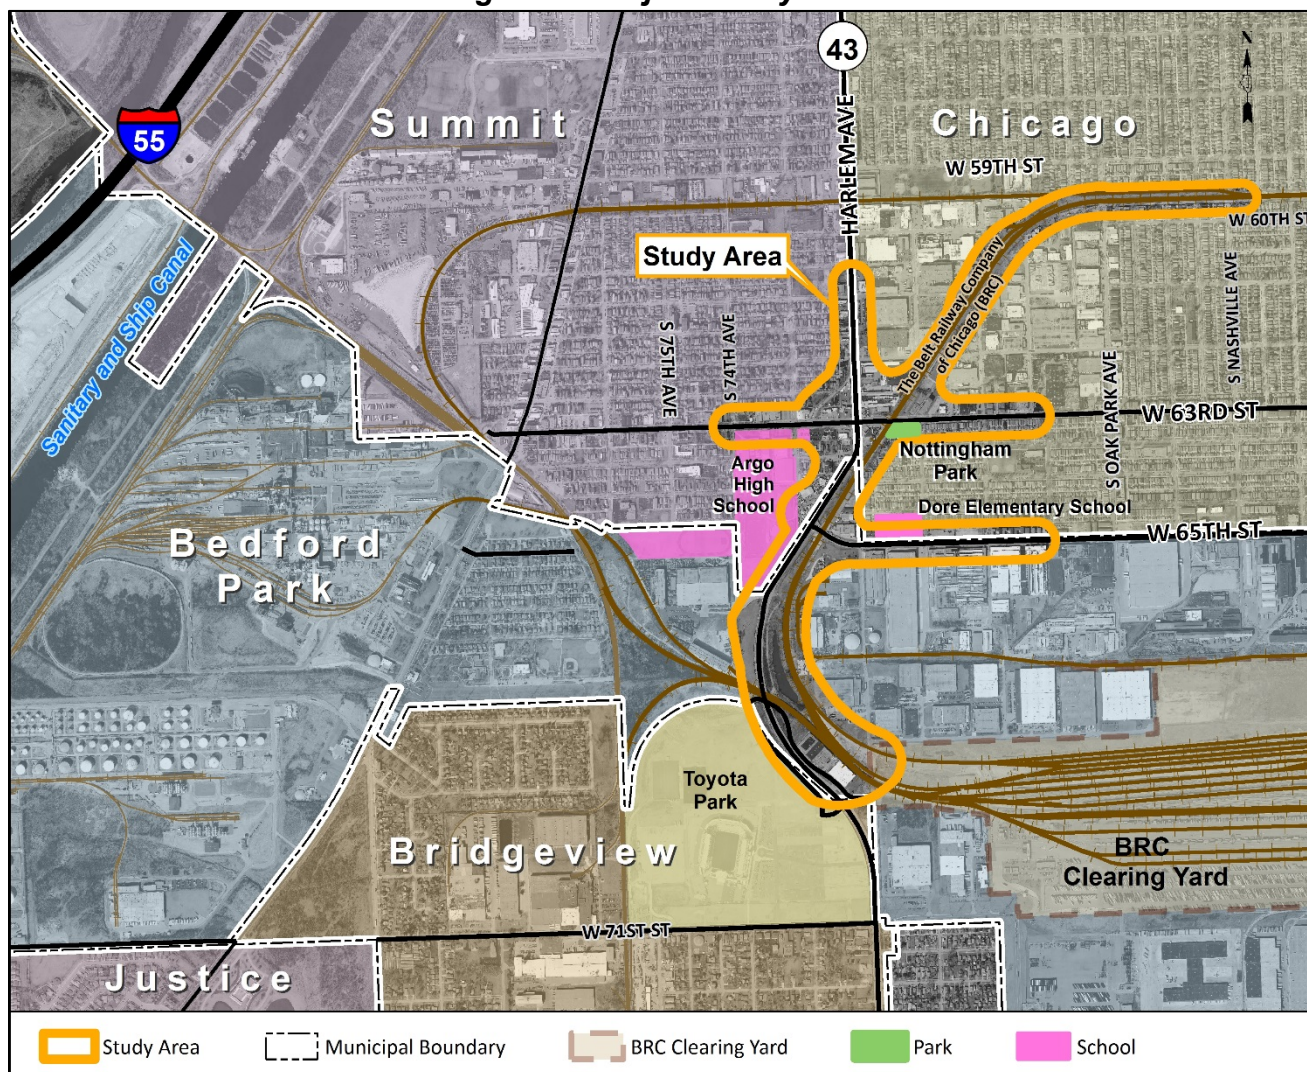 43
N
Summit
Chicago
55
HARLEM AVE
W 59TH ST
W 60TH ST
Study Area
Sanitary and Ship Canal
The Belt Railway Company
of Chicago (BRC)
S NASHVILLE AVE
S 75TH AVE
S 74TH AVE
S OAK PARK AVE
W 63RD ST
Nottingham
Park
Argo
High
School
Dore Elementary School
W 65TH ST
Bedford
Park
Toyota
Park
Bridgeview
BRC
Clearing Yard
W 71ST ST
Justice
Study Area
Municipal Boundary
BRC Clearing Yard
Park
School